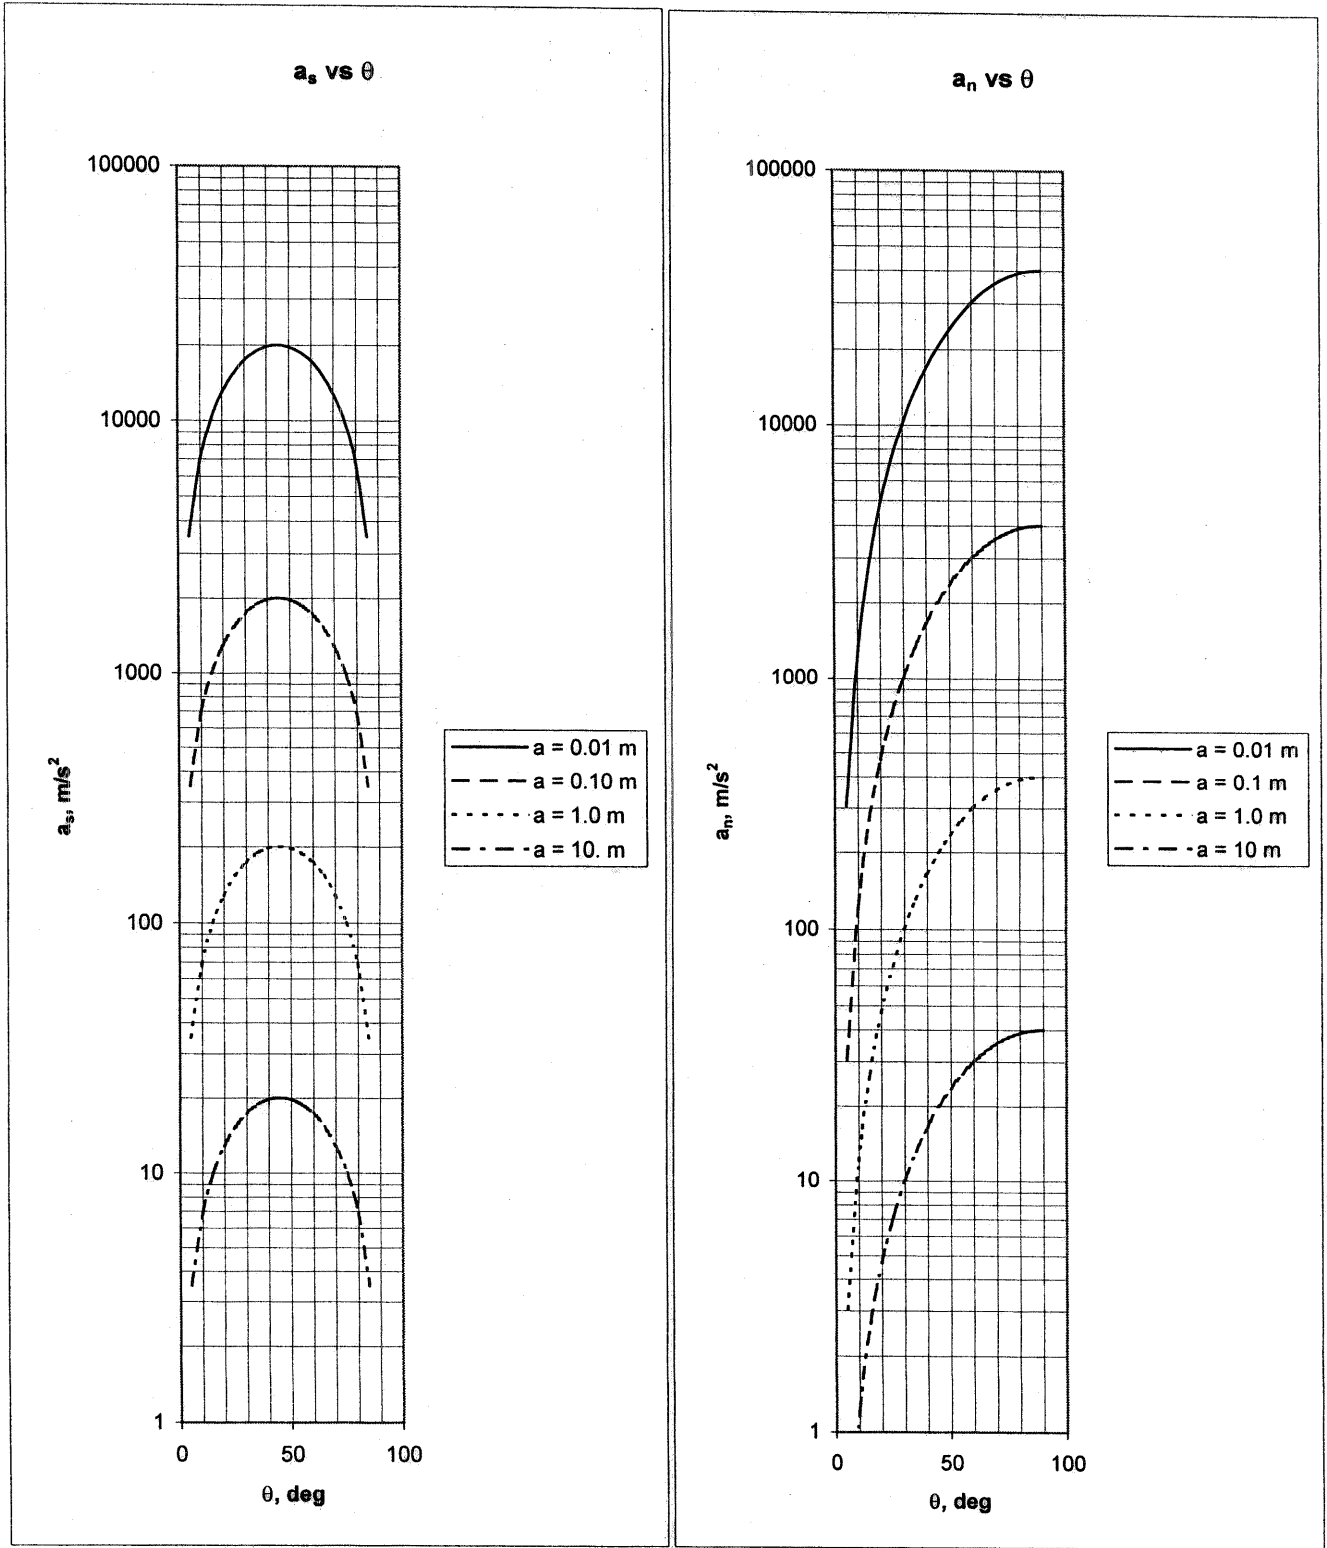 a_s vs θ
100000
10000
1000
100
10
1
a_s, m/s²
0 50 100
θ, deg
a = 0.01 m
a = 0.10 m
a = 1.0 m
a = 10. m
a_n vs θ
100000
10000
1000
100
10
1
a_n, m/s²
0 50 100
θ, deg
a = 0.01 m
a = 0.1 m
a = 1.0 m
a = 10 m